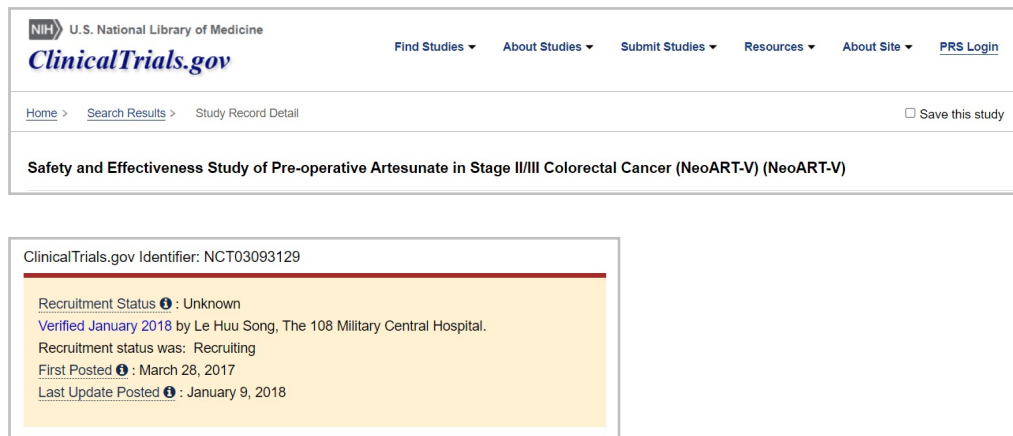 NIH U.S. National Library of Medicine
ClinicalTrials.gov
Find Studies About Studies Submit Studies Resources About Site PRS Login
Home > Search Results > Study Record Detail
Save this study
Safety and Effectiveness Study of Pre-operative Artesunate in Stage II/III Colorectal Cancer (NeoART-V) (NeoART-V)
ClinicalTrials.gov Identifier: NCT03093129
Recruitment Status : Unknown
Verified January 2018 by Le Huu Song, The 108 Military Central Hospital.
Recruitment status was: Recruiting
First Posted : March 28, 2017
Last Update Posted : January 9, 2018